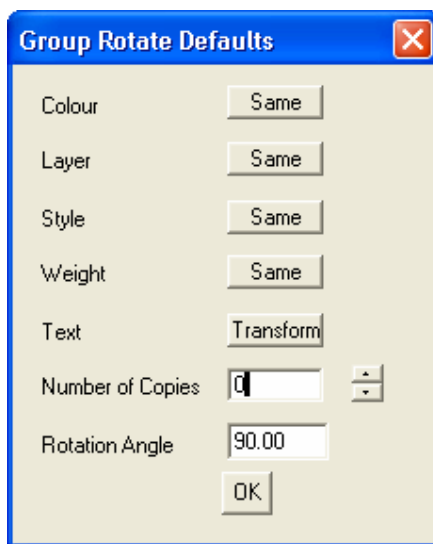 Group Rotate Defaults
Colour Same
Layer Same
Style Same
Weight Same
Text Transform
Number of Copies 0
Rotation Angle 90.00
OK